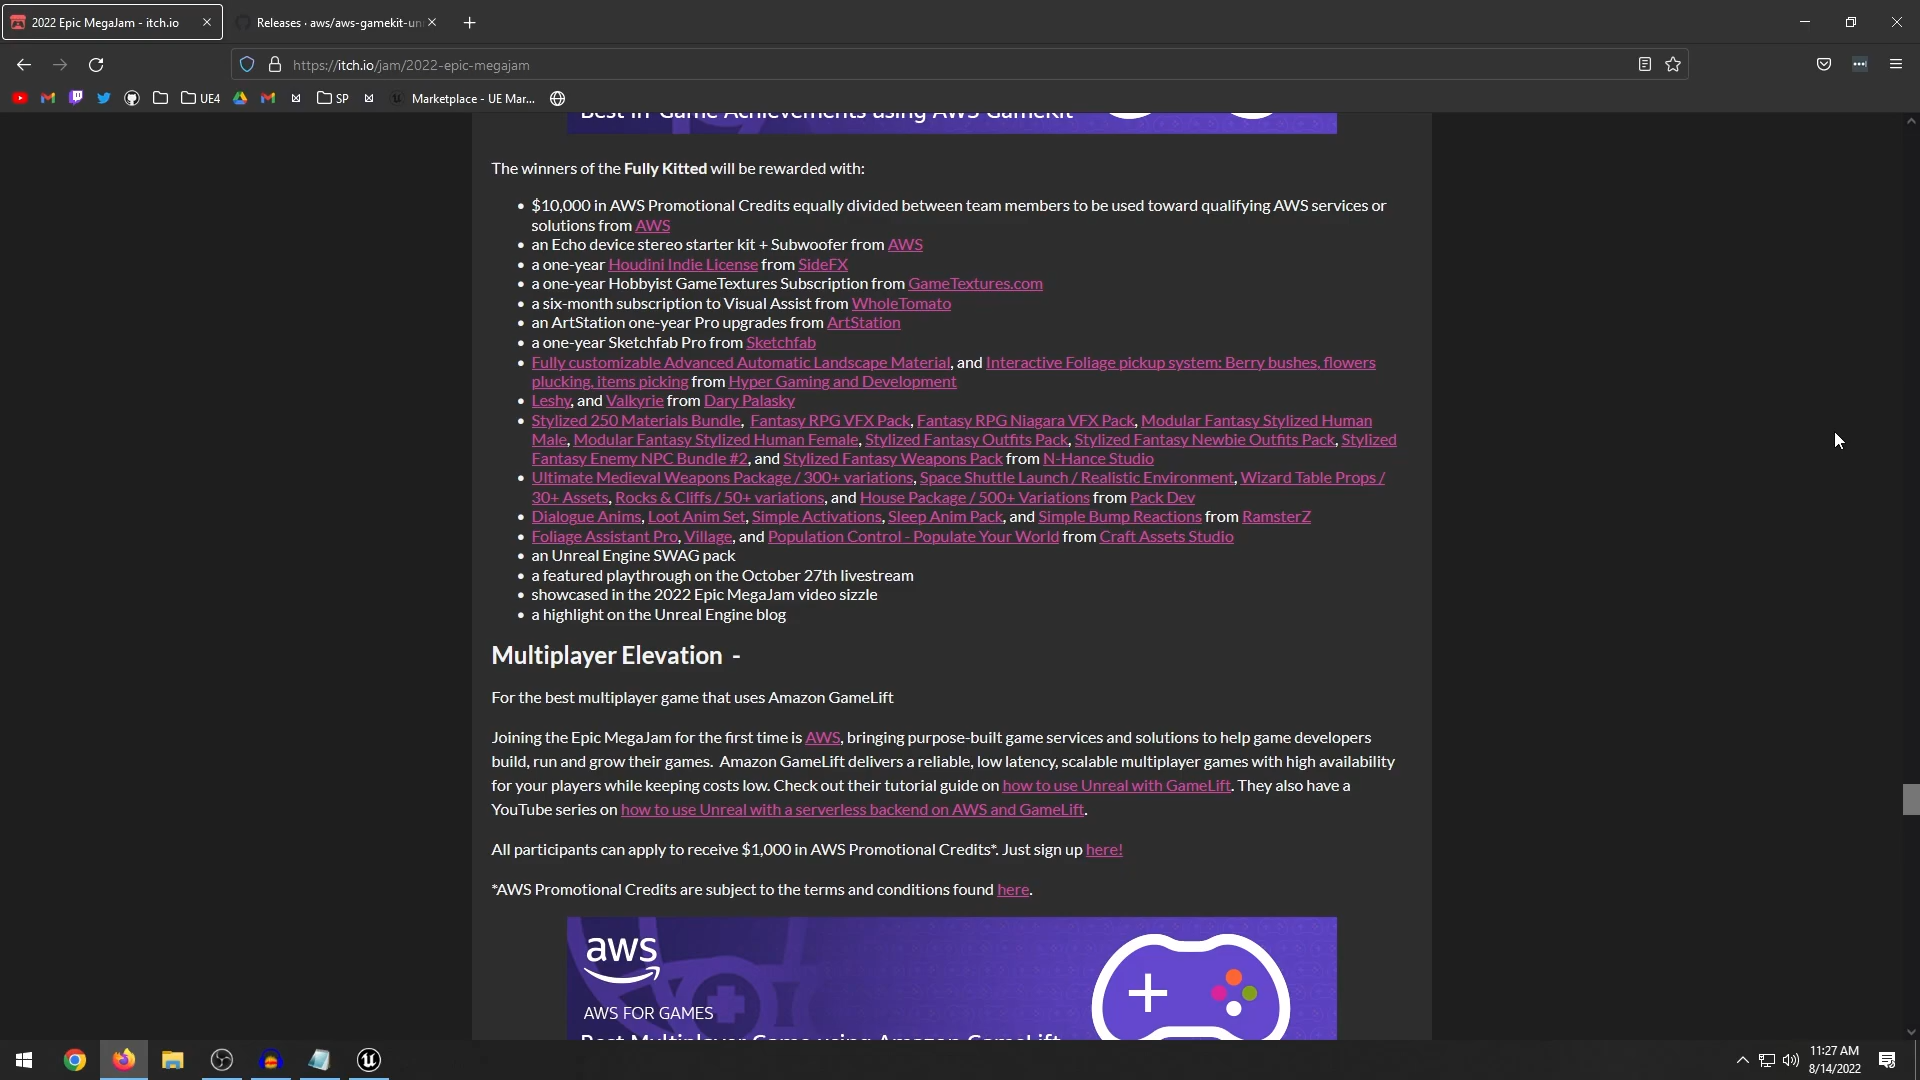 2022 Epic MegaJam - itch.io
Releases · aws/aws-gamekit-un
https://itch.io/jam/2022-epic-megajam
UE4
SP
Marketplace - UE Mar...
Best In-Game Achievements using AWS GameKit
The winners of the Fully Kitted will be rewarded with:
• $10,000 in AWS Promotional Credits equally divided between team members to be used toward qualifying AWS services or
solutions from AWS
• an Echo device stereo starter kit + Subwoofer from AWS
• a one-year Houdini Indie License from SideFX
• a one-year Hobbyist GameTextures Subscription from GameTextures.com
• a six-month subscription to Visual Assist from WholeTomato
• an ArtStation one-year Pro upgrades from ArtStation
• a one-year Sketchfab Pro from Sketchfab
• Fully customizable Advanced Automatic Landscape Material, and Interactive Foliage pickup system: Berry bushes, flowers
plucking, items picking from Hyper Gaming and Development
• Leshy, and Valkyrie from Dary Palasky
• Stylized 250 Materials Bundle, Fantasy RPG VFX Pack, Fantasy RPG Niagara VFX Pack, Modular Fantasy Stylized Human
Male, Modular Fantasy Stylized Human Female, Stylized Fantasy Outfits Pack, Stylized Fantasy Newbie Outfits Pack, Stylized
Fantasy Enemy NPC Bundle #2, and Stylized Fantasy Weapons Pack from N-Hance Studio
• Ultimate Medieval Weapons Package / 300+ variations, Space Shuttle Launch / Realistic Environment, Wizard Table Props /
30+ Assets, Rocks & Cliffs / 50+ variations, and House Package / 500+ Variations from Pack Dev
• Dialogue Anims, Loot Anim Set, Simple Activations, Sleep Anim Pack, and Simple Bump Reactions from RamsterZ
• Foliage Assistant Pro, Village, and Population Control - Populate Your World from Craft Assets Studio
• an Unreal Engine SWAG pack
• a featured playthrough on the October 27th livestream
• showcased in the 2022 Epic MegaJam video sizzle
• a highlight on the Unreal Engine blog
Multiplayer Elevation -
For the best multiplayer game that uses Amazon GameLift
Joining the Epic MegaJam for the first time is AWS, bringing purpose-built game services and solutions to help game developers
build, run and grow their games. Amazon GameLift delivers a reliable, low latency, scalable multiplayer games with high availability
for your players while keeping costs low. Check out their tutorial guide on how to use Unreal with GameLift. They also have a
YouTube series on how to use Unreal with a serverless backend on AWS and GameLift.
All participants can apply to receive $1,000 in AWS Promotional Credits*. Just sign up here!
*AWS Promotional Credits are subject to the terms and conditions found here.
aws
AWS FOR GAMES
Best Multiplayer Game using Amazon GameLift
11:27 AM
8/14/2022